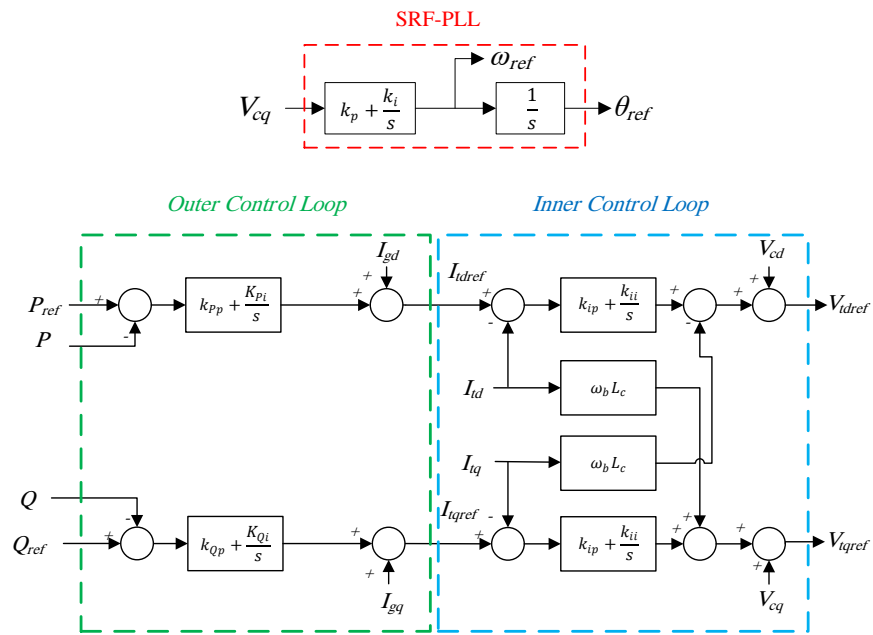 SRF-PLL
ω_ref
V_cq
k_p + k_i/s
1/s
θ_ref
Outer Control Loop
Inner Control Loop
I_gd
V_cd
+
+
I_tdref
P_ref
+
k_Pp + K_Pi/s
+
+
k_ip + k_ii/s
+
+
V_tdref
P
-
-
-
I_td
ω_b L_c
I_tq
ω_b L_c
Q
-
I_tqref
-
+
Q_ref
+
k_Qp + K_Qi/s
+
+
k_ip + k_ii/s
+
+
V_tqref
+
+
I_gq
V_cq